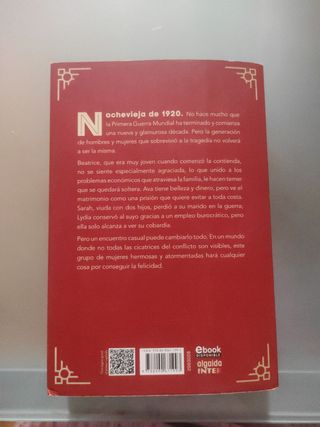 Nochevieja de 1920. No hace mucho que
la Primera Guerra Mundial ha terminado y comienza
una nueva y glamurosa década. Pero la generación
de hombres y mujeres que sobrevivió a la tragedia no volverá
a ser la misma.
Beatrice, que era muy joven cuando comenzó la contienda,
no se siente especialmente agraciada, lo que unido a los
problemas económicos que atraviesa la familia, le hacen temer
que se quedará soltera. Ava tiene belleza y dinero, pero ve el
matrimonio como una prisión que quiere evitar a toda costa.
Sarah, viuda con dos hijos, perdió a su marido en la guerra;
Lydia conservó al suyo gracias a un empleo burocrático, pero
ella solo alcanza a ver su cobardía.
Pero un encuentro casual puede cambiarlo todo. En un mundo
donde no todas las cicatrices del conflicto son visibles, este
grupo de mujeres hermosas y atormentadas hará cualquier
cosa por conseguir la felicidad.
ebook
DISPONIBLE
algaida
INTER